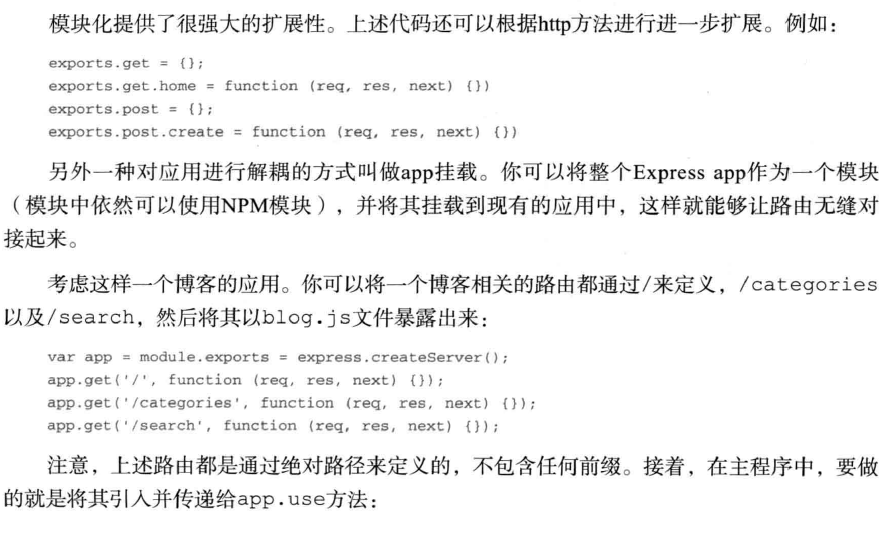 模块化提供了很强大的扩展性。上述代码还可以根据http方法进行进一步扩展。例如：
exports.get = {};
exports.get.home = function (req, res, next) {})
exports.post = {};
exports.post.create = function (req, res, next) {})
另外一种对应用进行解耦的方式叫做app挂载。你可以将整个Express app作为一个模块
（模块中依然可以使用NPM模块），并将其挂载到现有的应用中，这样就能够让路由无缝对
接起来。
考虑这样一个博客的应用。你可以将一个博客相关的路由都通过/来定义，/categories
以及/search，然后将其以blog.js文件暴露出来：
var app = module.exports = express.createServer();
app.get('/', function (req, res, next) {});
app.get('/categories', function (req, res, next) {});
app.get('/search', function (req, res, next) {});
注意，上述路由都是通过绝对路径来定义的，不包含任何前缀。接着，在主程序中，要做
的就是将其引入并传递给app.use方法：